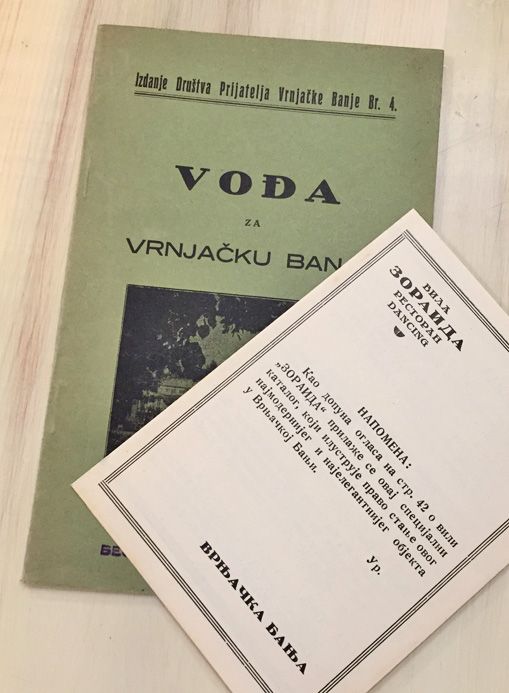 Izdanje Društva Prijatelja Vrnjačke Banje Br. 4.
VOĐA
ZA
VRNJAČKU BAN
ВИЛА
ЗОРАИДА
РЕСТОРАН
DANCING
НАПОМЕНА:
Као допуна огласа на стр. 42 о вили
„ЗОРАИДА“ прилаже се овај специјални
каталог, који илуструје право стање овог
најмодернијег и најелегантнијег објекта
у Врњачкој Бањи.
Ур.
ВРЊАЧКА БАЊА